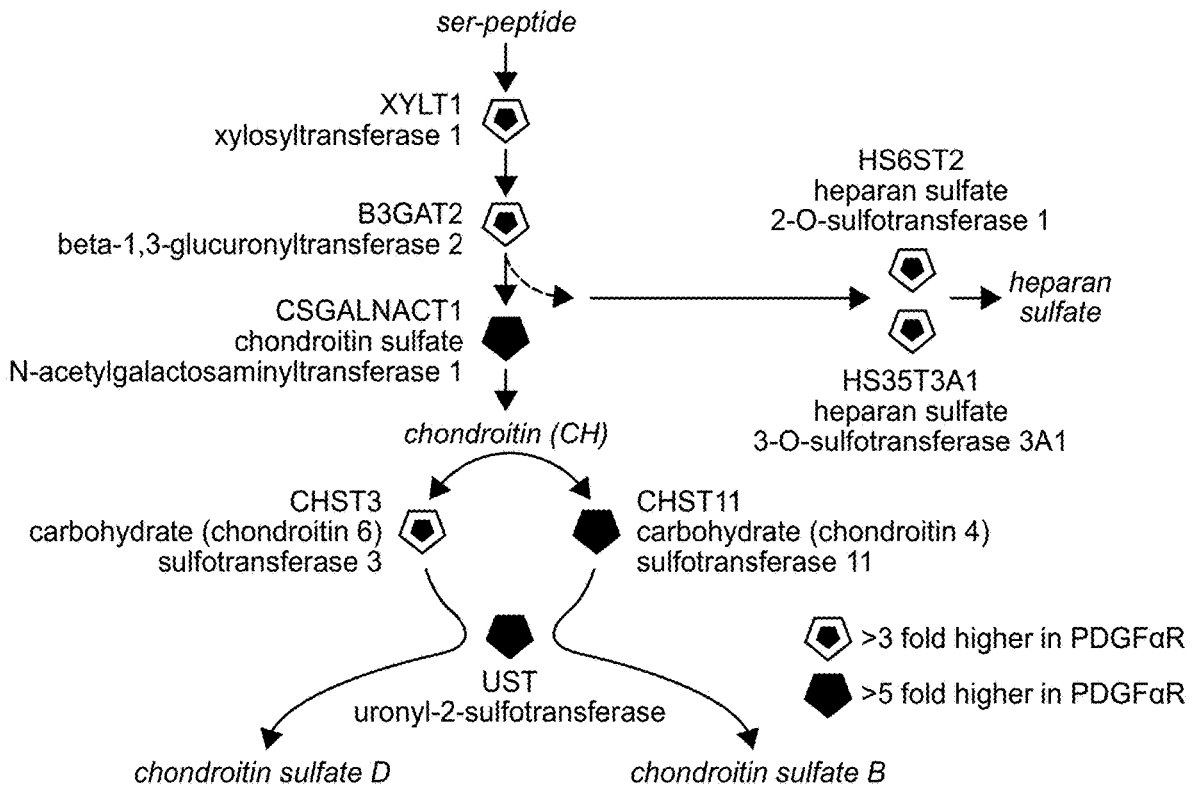 ser-peptide
XYLT1
xylosyltransferase 1
B3GAT2
beta-1,3-glucuronyltransferase 2
CSGALNACT1
chondroitin sulfate
N-acetylgalactosaminyltransferase 1
HS6ST2
heparan sulfate
2-O-sulfotransferase 1
heparan
sulfate
HS35T3A1
heparan sulfate
3-O-sulfotransferase 3A1
chondroitin (CH)
CHST3
carbohydrate (chondroitin 6)
sulfotransferase 3
CHST11
carbohydrate (chondroitin 4)
sulfotransferase 11
UST
uronyl-2-sulfotransferase
>3 fold higher in PDGFαR
>5 fold higher in PDGFαR
chondroitin sulfate D
chondroitin sulfate B